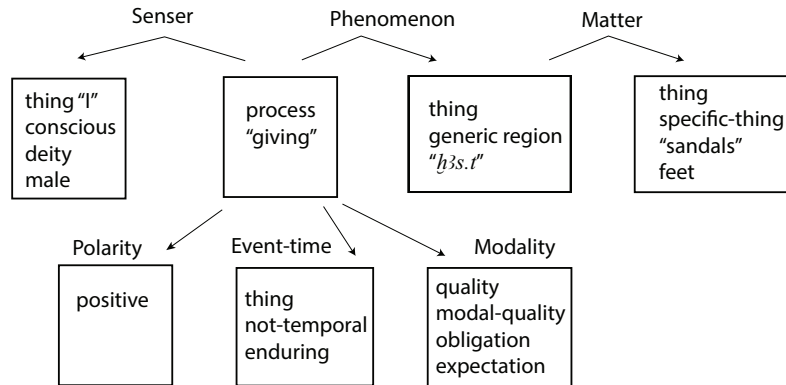 Senser
Phenomenon
Matter
thing “I”
conscious
deity
male
process
“giving”
thing
generic region
“ḫꜣs.t”
thing
specific-thing
“sandals”
feet
Polarity
Event-time
Modality
positive
thing
not-temporal
enduring
quality
modal-quality
obligation
expectation